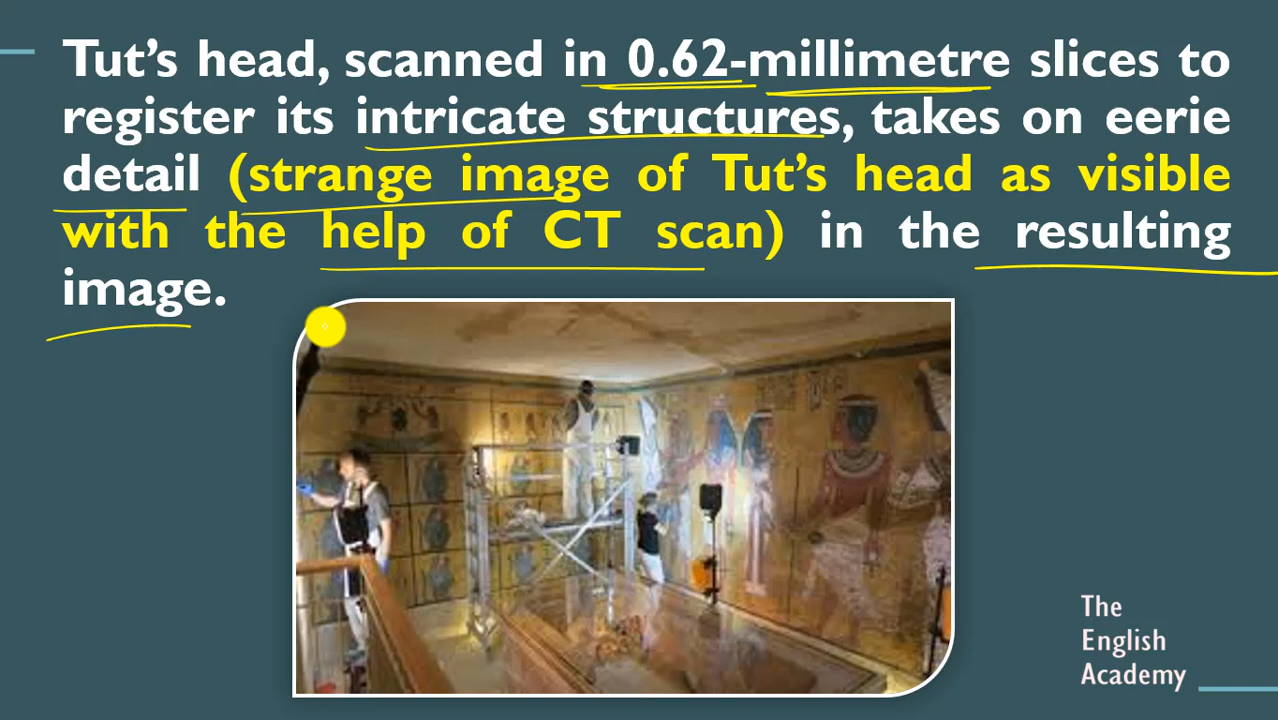 Tut’s head, scanned in 0.62-millimetre slices to
register its intricate structures, takes on eerie
detail (strange image of Tut’s head as visible
with the help of CT scan) in the resulting
image.
The
English
Academy